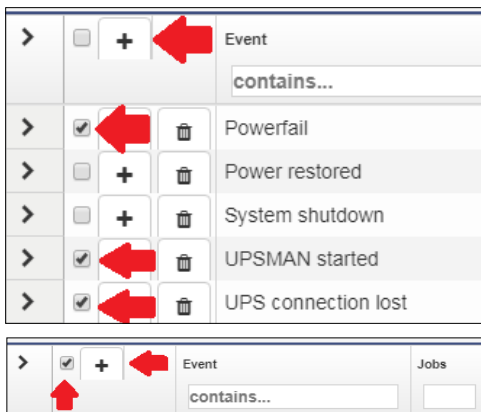 Event
contains...
Powerfail
Power restored
System shutdown
UPSMAN started
UPS connection lost
Event Jobs
contains...